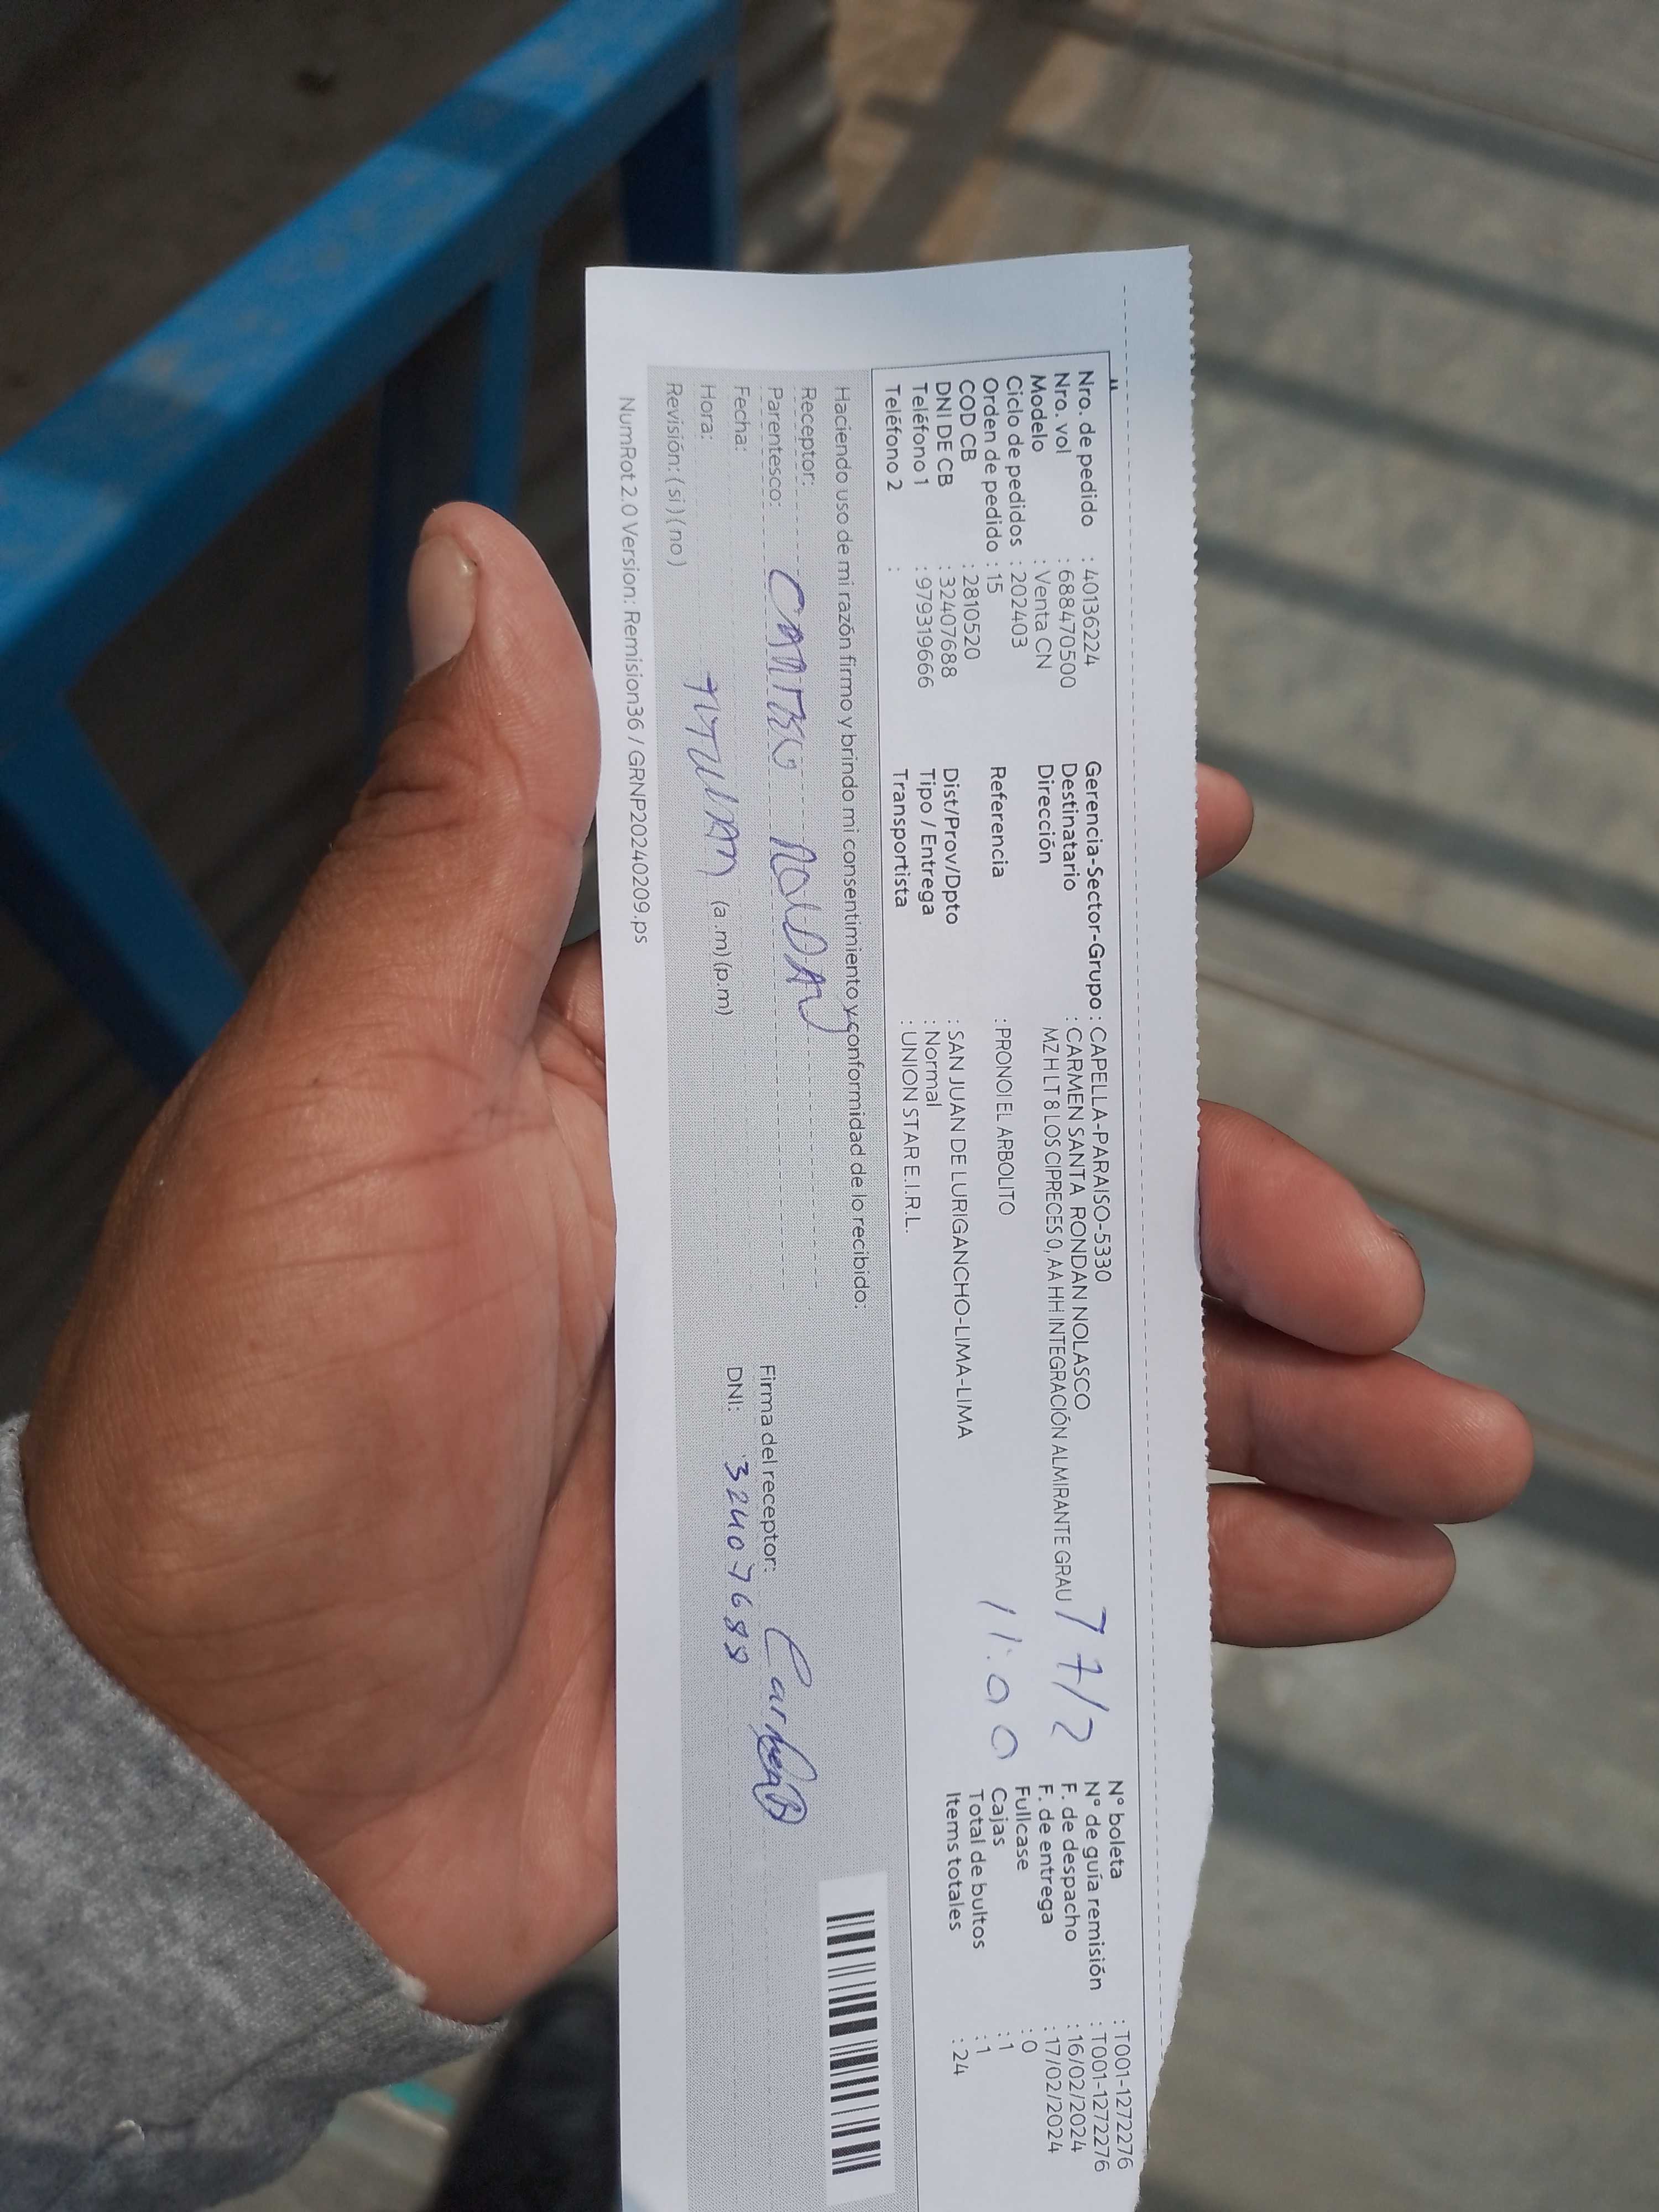 Nro. de pedido : 40136224
Nro. vol : 688470500
Modelo : Venta CN
Ciclo de pedidos : 202403
Orden de pedido : 15
COD CB : 2810520
DNI DE CB : 32407688
Teléfono 1 : 979319666
Teléfono 2 :
Gerencia-Sector-Grupo : CAPELLA-PARAISO-5330
Destinatario : CARMEN SANTA RONDAN NOLASCO
Dirección MZ H LT 8 LOS CIPRECES 0, AA HH INTEGRACIÓN ALMIRANTE GRAU
Referencia : PRONOI EL ARBOLITO
Dist/Prov/Dpto : SAN JUAN DE LURIGANCHO-LIMA-LIMA
Tipo / Entrega : Normal
Transportista : UNION STAR E.I.R.L.
11:00
N° boleta : T001-1272276
N° de guía remisión : T001-1272276
F. de despacho : 16/02/2024
F. de entrega : 17/02/2024
Fullcase : 0
Cajas : 1
Total de bultos : 1
Items totales : 24
Haciendo uso de mi razón firmo y brindo mi consentimiento y conformidad de lo recibido:
Receptor:
Parentesco:
Fecha:
Hora: (a .m) (p.m)
Revisión: ( si ) ( no )
Firma del receptor:
DNI: 32407688
NumRot 2.0 Version: Remision36 / GRNP20240209.ps